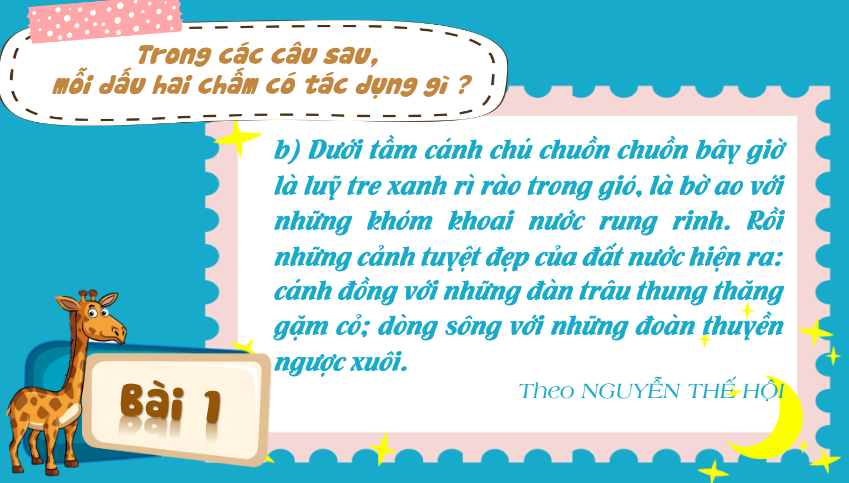 Trong các câu sau,
mỗi dấu hai chấm có tác dụng gì ?
b) Dưới tầm cánh chú chuồn chuồn bây giờ
là luỹ tre xanh rì rào trong gió, là bờ ao với
những khóm khoai nước rung rinh. Rồi
những cảnh tuyệt đẹp của đất nước hiện ra:
cánh đồng với những đàn trâu thung thăng
gặm cỏ; dòng sông với những đoàn thuyền
ngược xuôi.
Theo NGUYỄN THẾ HỘI
Bài 1